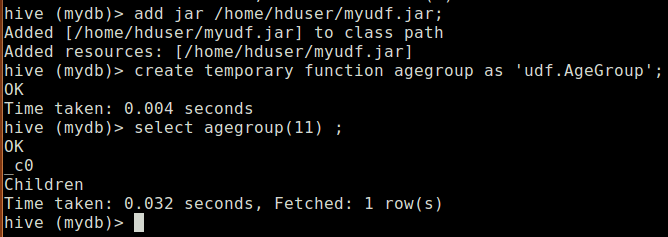 hive (mydb)> add jar /home/hduser/myudf.jar;
Added [/home/hduser/myudf.jar] to class path
Added resources: [/home/hduser/myudf.jar]
hive (mydb)> create temporary function agegroup as 'udf.AgeGroup';
OK
Time taken: 0.004 seconds
hive (mydb)> select agegroup(11) ;
OK
_c0
Children
Time taken: 0.032 seconds, Fetched: 1 row(s)
hive (mydb)>